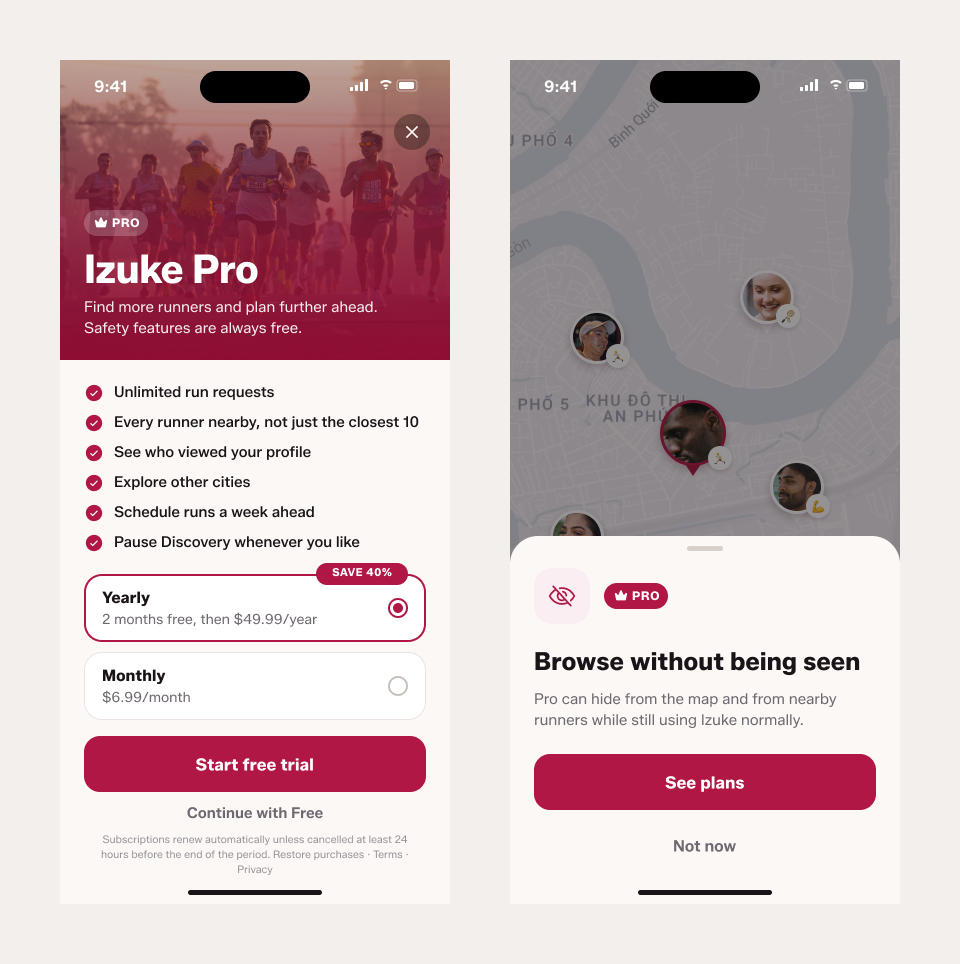 9:41
PRO
Izuke Pro
Find more runners and plan further ahead.
Safety features are always free.
Unlimited run requests
Every runner nearby, not just the closest 10
See who viewed your profile
Explore other cities
Schedule runs a week ahead
Pause Discovery whenever you like
SAVE 40%
Yearly
2 months free, then $49.99/year
Monthly
$6.99/month
Start free trial
Continue with Free
Subscriptions renew automatically unless cancelled at least 24
hours before the end of the period. Restore purchases · Terms ·
Privacy
9:41
Bình Quới
PHỐ 4
PHỐ 5
KHU ĐÔ THỊ
AN PHÚ
PRO
Browse without being seen
Pro can hide from the map and from nearby
runners while still using Izuke normally.
See plans
Not now